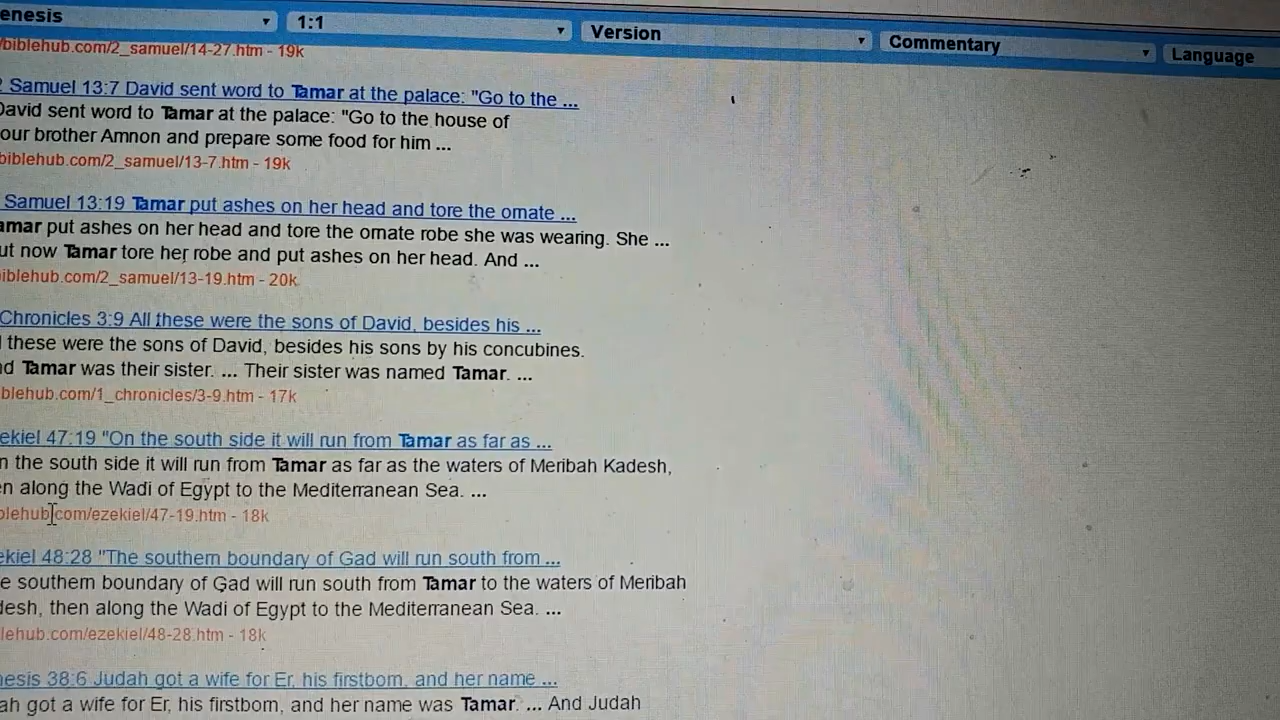 enesis 1:1 Version Commentary Language
/biblehub.com/2_samuel/14-27.htm - 19k
2 Samuel 13:7 David sent word to Tamar at the palace: "Go to the ...
David sent word to Tamar at the palace: "Go to the house of
our brother Amnon and prepare some food for him ...
biblehub.com/2_samuel/13-7.htm - 19k
Samuel 13:19 Tamar put ashes on her head and tore the ornate ...
amar put ashes on her head and tore the ornate robe she was wearing. She ...
ut now Tamar tore her robe and put ashes on her head. And ...
iblehub.com/2_samuel/13-19.htm - 20k
Chronicles 3:9 All these were the sons of David, besides his ...
l these were the sons of David, besides his sons by his concubines.
nd Tamar was their sister. ... Their sister was named Tamar. ...
blehub.com/1_chronicles/3-9.htm - 17k
ekiel 47:19 "On the south side it will run from Tamar as far as ...
n the south side it will run from Tamar as far as the waters of Meribah Kadesh,
en along the Wadi of Egypt to the Mediterranean Sea. ...
blehub.com/ezekiel/47-19.htm - 18k
ekiel 48:28 "The southern boundary of Gad will run south from ...
e southern boundary of Gad will run south from Tamar to the waters of Meribah
desh, then along the Wadi of Egypt to the Mediterranean Sea. ...
lehub.com/ezekiel/48-28.htm - 18k
nesis 38:6 Judah got a wife for Er, his firstborn, and her name ...
ah got a wife for Er, his firstborn, and her name was Tamar. ... And Judah